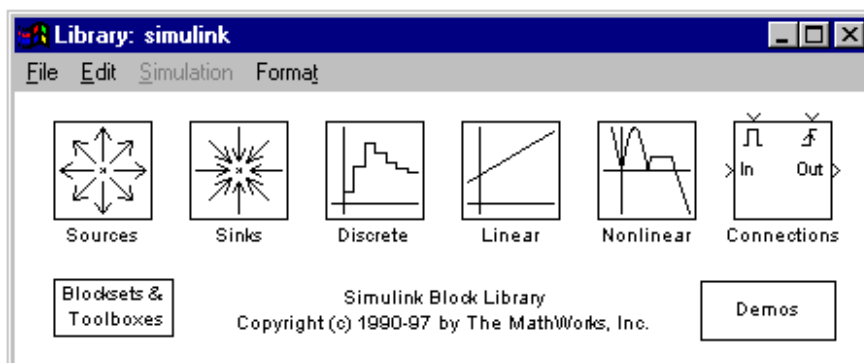 Library: simulink
File Edit Simulation Format
In Out
Sources Sinks Discrete Linear Nonlinear Connections
Blocksets &
Toolboxes
Simulink Block Library
Copyright (c) 1990-97 by The MathWorks, Inc.
Demos